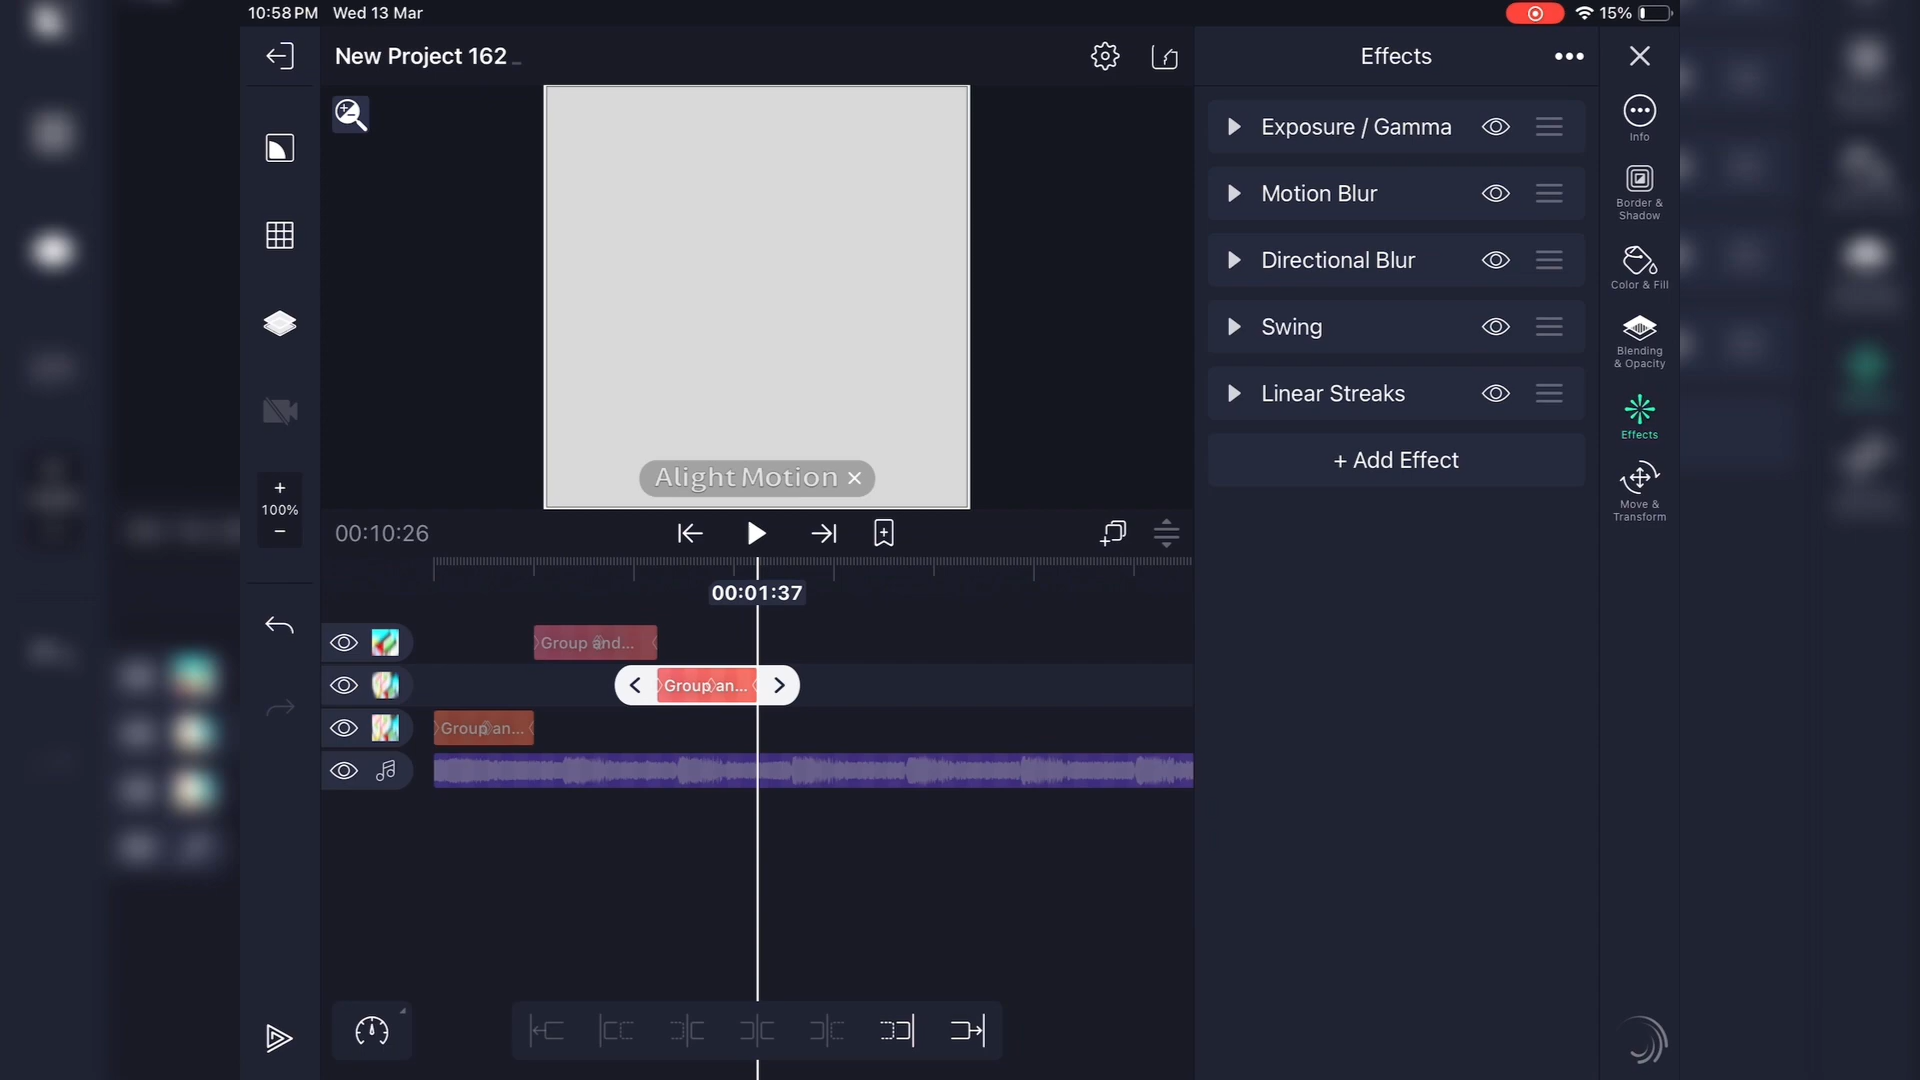 10:58 PM Wed 13 Mar
15%
New Project 162
Effects
Exposure / Gamma
Motion Blur
Directional Blur
Swing
Linear Streaks
+ Add Effect
Info
Border &
Shadow
Color & Fill
Blending
& Opacity
Effects
Move &
Transform
Alight Motion ×
+
100%
−
00:10:26
00:01:37
Group and...
Group an...
Group an...